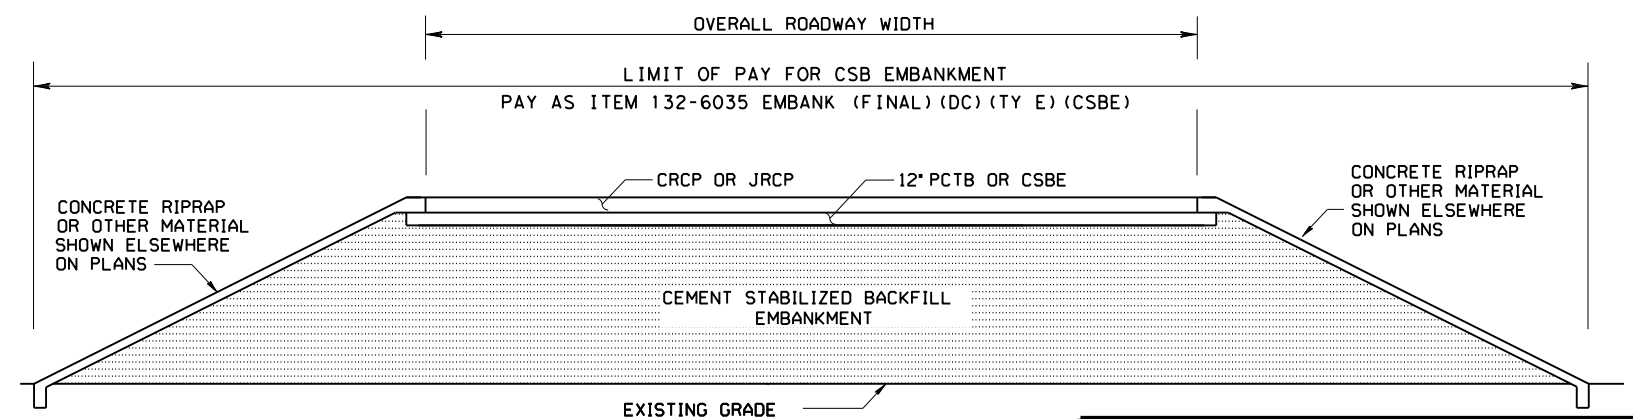 OVERALL ROADWAY WIDTH
LIMIT OF PAY FOR CSB EMBANKMENT
PAY AS ITEM 132-6035 EMBANK (FINAL)(DC)(TY E)(CSBE)
CRCP OR JRCP
12" PCTB OR CSBE
CONCRETE RIPRAP
OR OTHER MATERIAL
SHOWN ELSEWHERE
ON PLANS
CONCRETE RIPRAP
OR OTHER MATERIAL
SHOWN ELSEWHERE
ON PLANS
CEMENT STABILIZED BACKFILL
EMBANKMENT
EXISTING GRADE